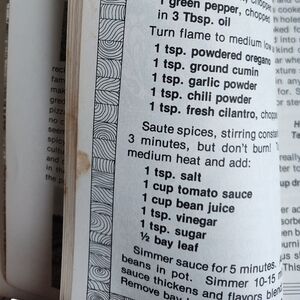 1 green pepper, choppe
in 3 Tbsp. oil
Turn flame to medium low
1 tsp. powdered oregano
1 tsp. ground cumin
1 tsp. garlic powder
1 tsp. chili powder
1 tsp. fresh cilantro, chopp
Saute spices, stirring constan
3 minutes, but don't burn!
medium heat and add:
1 tsp. salt
1 cup tomato sauce
1 cup bean juice
1 tsp. vinegar
1 tsp. sugar
½ bay leaf
Simmer sauce for 5 minutes.
beans in pot. Simmer 10-15
sauce thickens and flavors blen
Remove bay